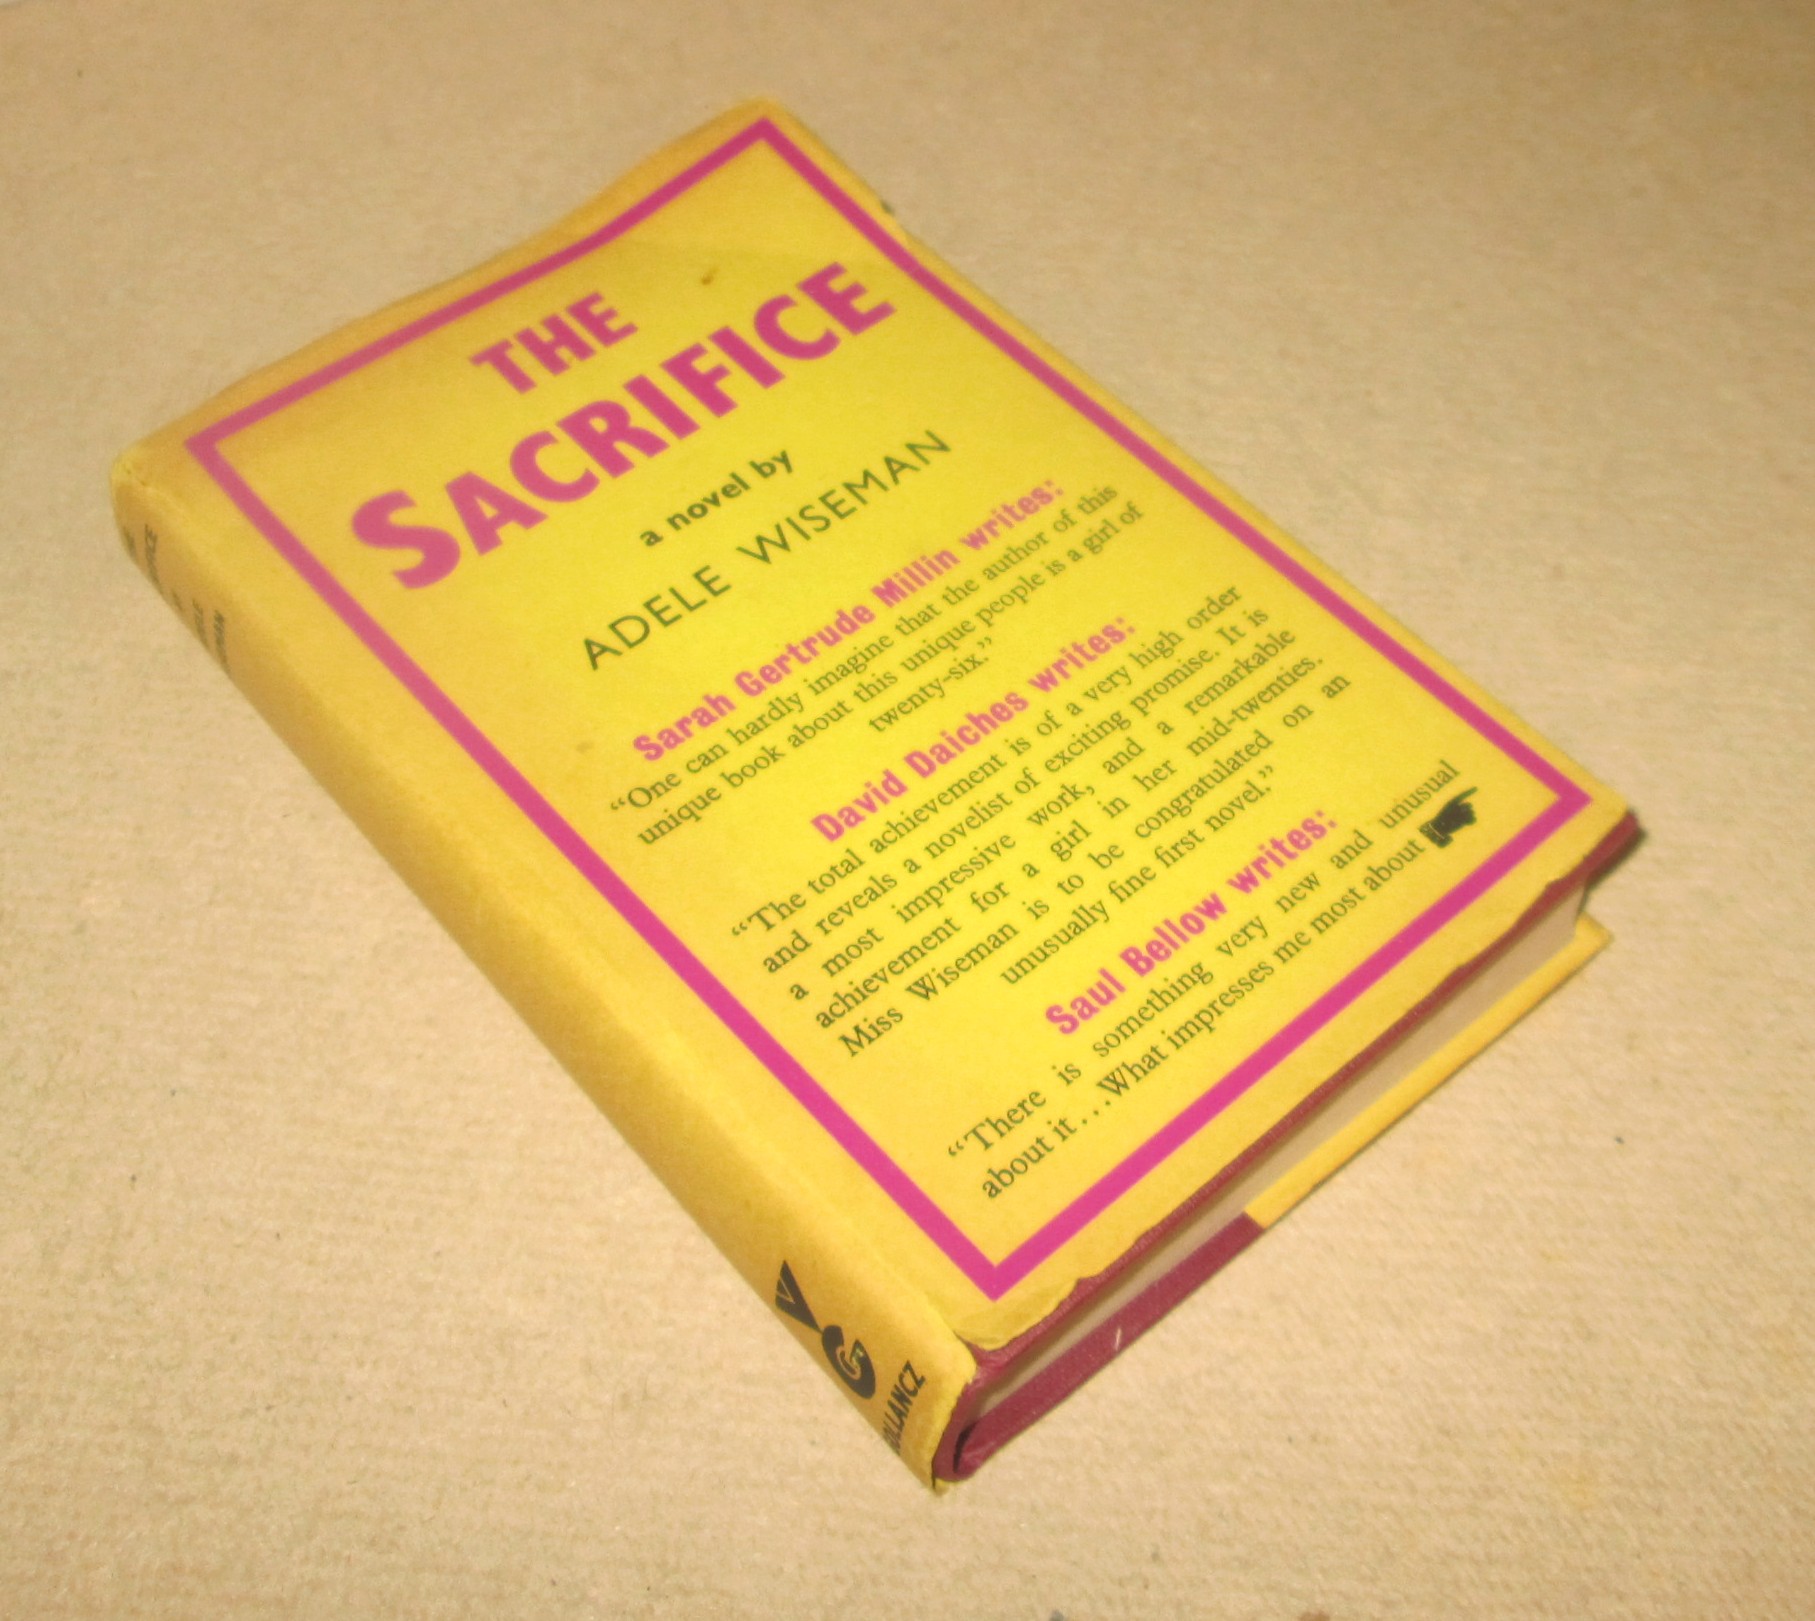 THE
SACRIFICE
a novel by
ADELE WISEMAN
Sarah Gertrude Millin writes:
“One can hardly imagine that the author of this
unique book about this unique people is a girl of
twenty-six.”
David Daiches writes:
“The total achievement is of a very high order
and reveals a novelist of exciting promise. It is
a most impressive work, and a remarkable
achievement for a girl in her mid-twenties.
Miss Wiseman is to be congratulated on an
unusually fine first novel.”
Saul Bellow writes:
“There is something very new and unusual
about it . . . What impresses me most about
VG
GOLLANCZ